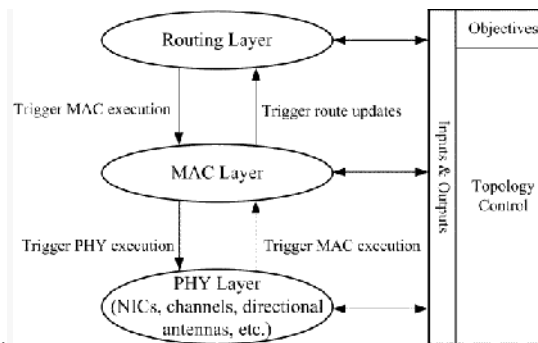 Routing Layer
Objectives
Trigger MAC execution
Trigger route updates
Inputs & Outputs
MAC Layer
Topology
Control
Trigger PHY execution
Trigger MAC execution
PHY Layer
(NICs, channels, directional
antennas, etc.)